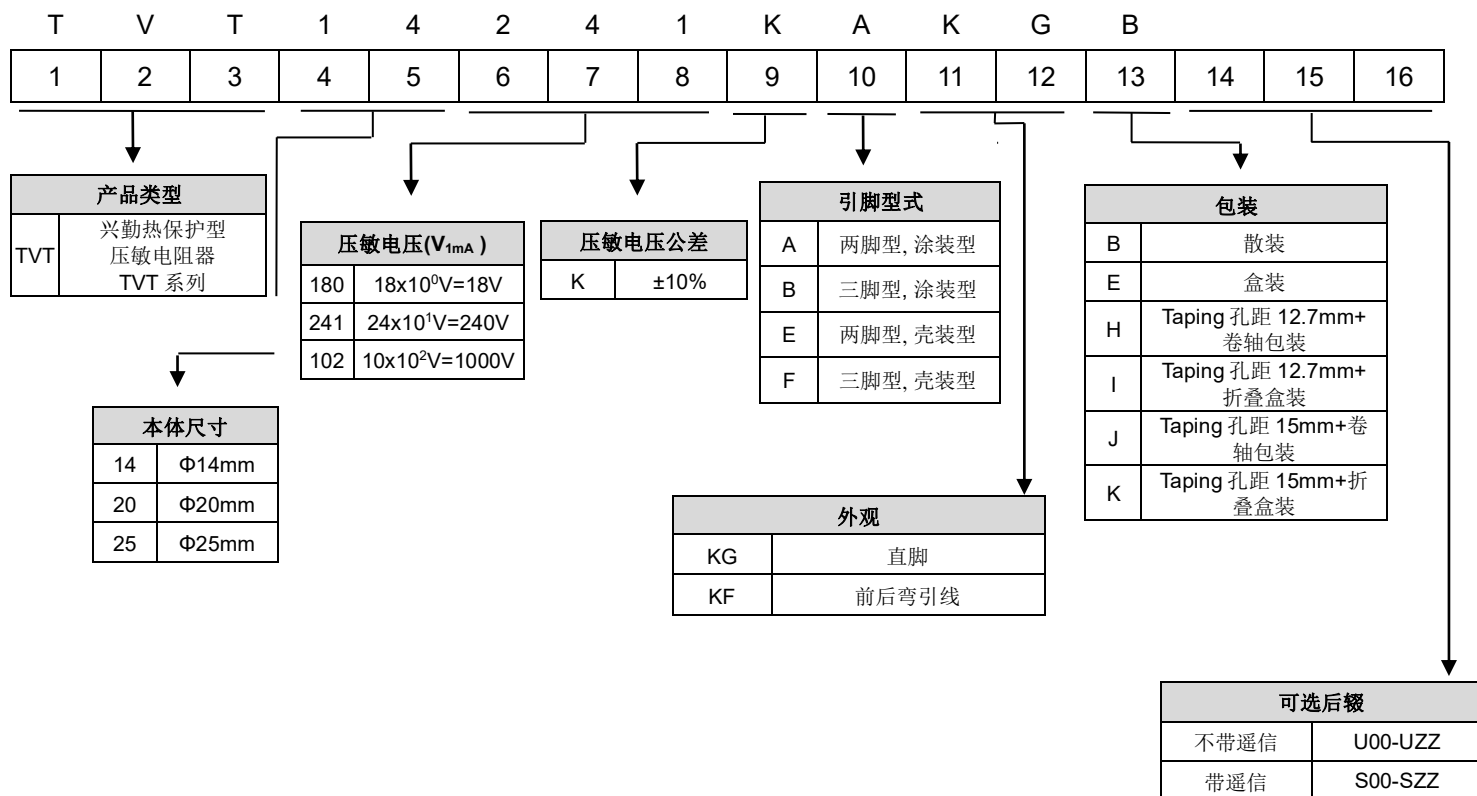 T V T 1 4 2 4 1 K A K G B
1 2 3 4 5 6 7 8 9 10 11 12 13 14 15 16
产品类型
TVT 兴勤热保护型
压敏电阻器
TVT 系列
压敏电压(V1mA )
180 18x10⁰V=18V
241 24x10¹V=240V
102 10x10²V=1000V
压敏电压公差
K ±10%
引脚型式
A 两脚型, 涂装型
B 三脚型, 涂装型
E 两脚型, 壳装型
F 三脚型, 壳装型
包装
B 散装
E 盒装
H Taping 孔距 12.7mm+
卷轴包装
I Taping 孔距 12.7mm+
折叠盒装
J Taping 孔距 15mm+卷
轴包装
K Taping 孔距 15mm+折
叠盒装
本体尺寸
14 Φ14mm
20 Φ20mm
25 Φ25mm
外观
KG 直脚
KF 前后弯引线
可选后辍
不带遥信 U00-UZZ
带遥信 S00-SZZ